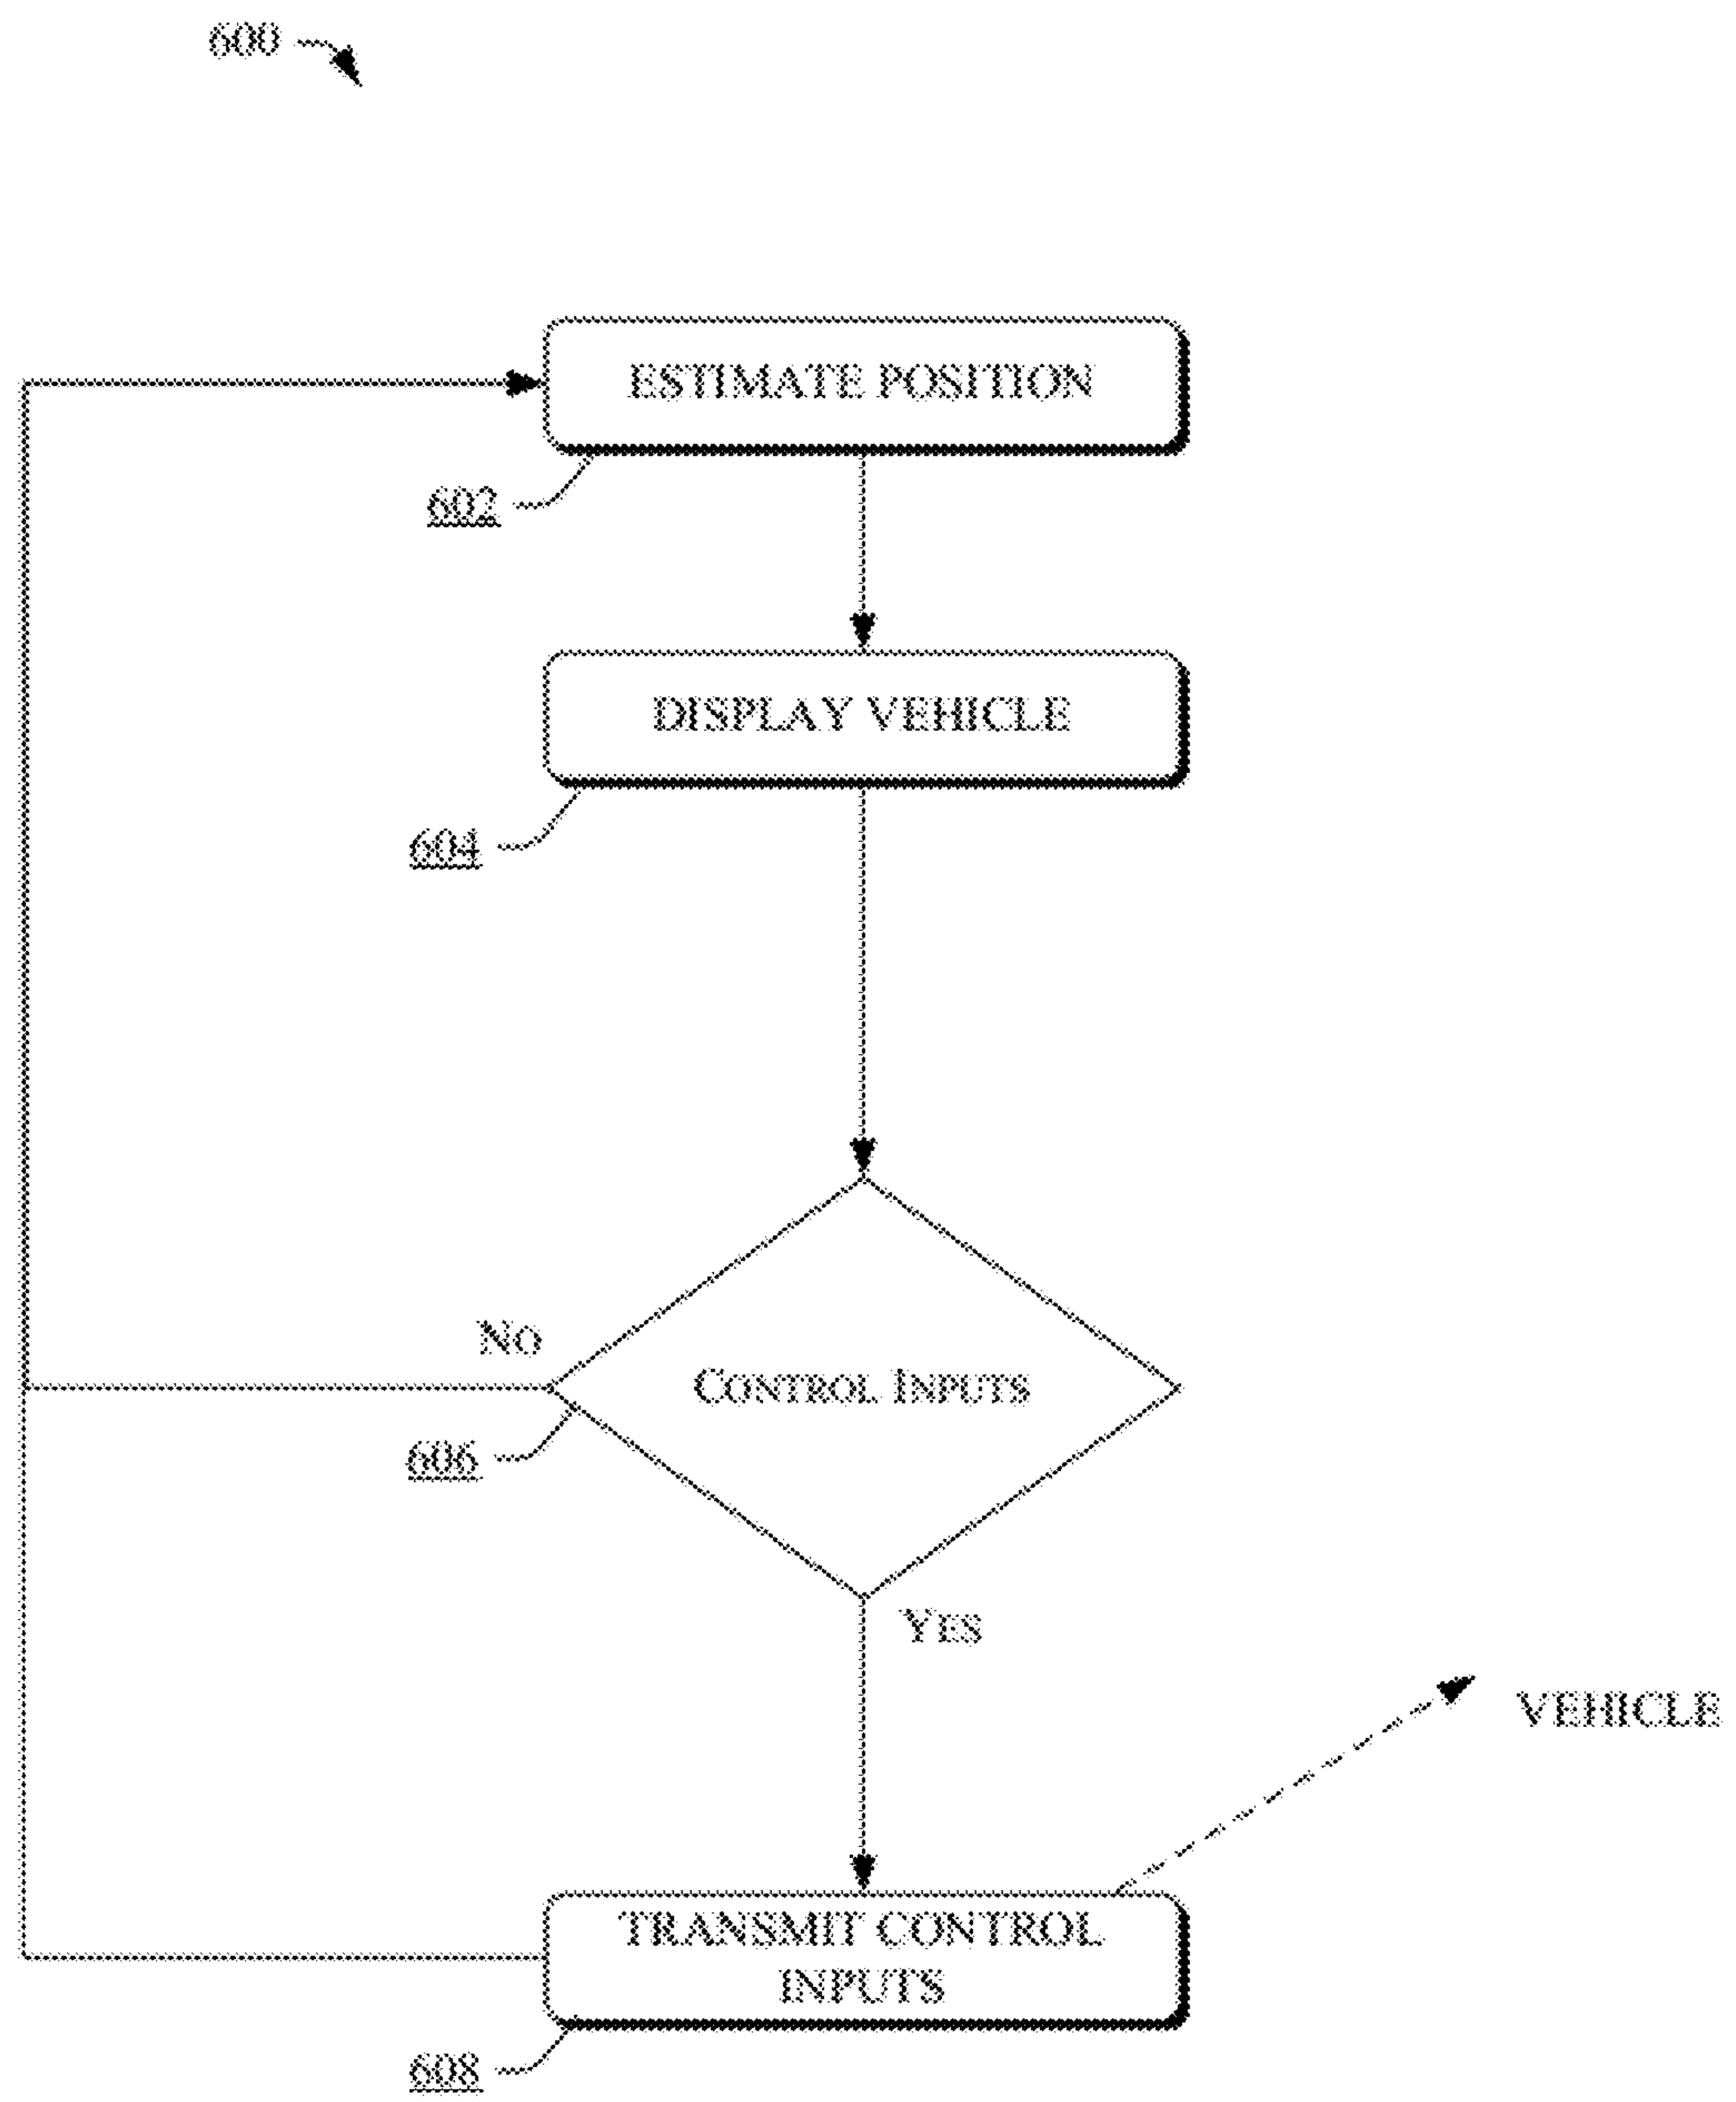 600
ESTIMATE POSITION
602
DISPLAY VEHICLE
604
NO
CONTROL INPUTS
606
YES
VEHICLE
TRANSMIT CONTROL
INPUTS
608